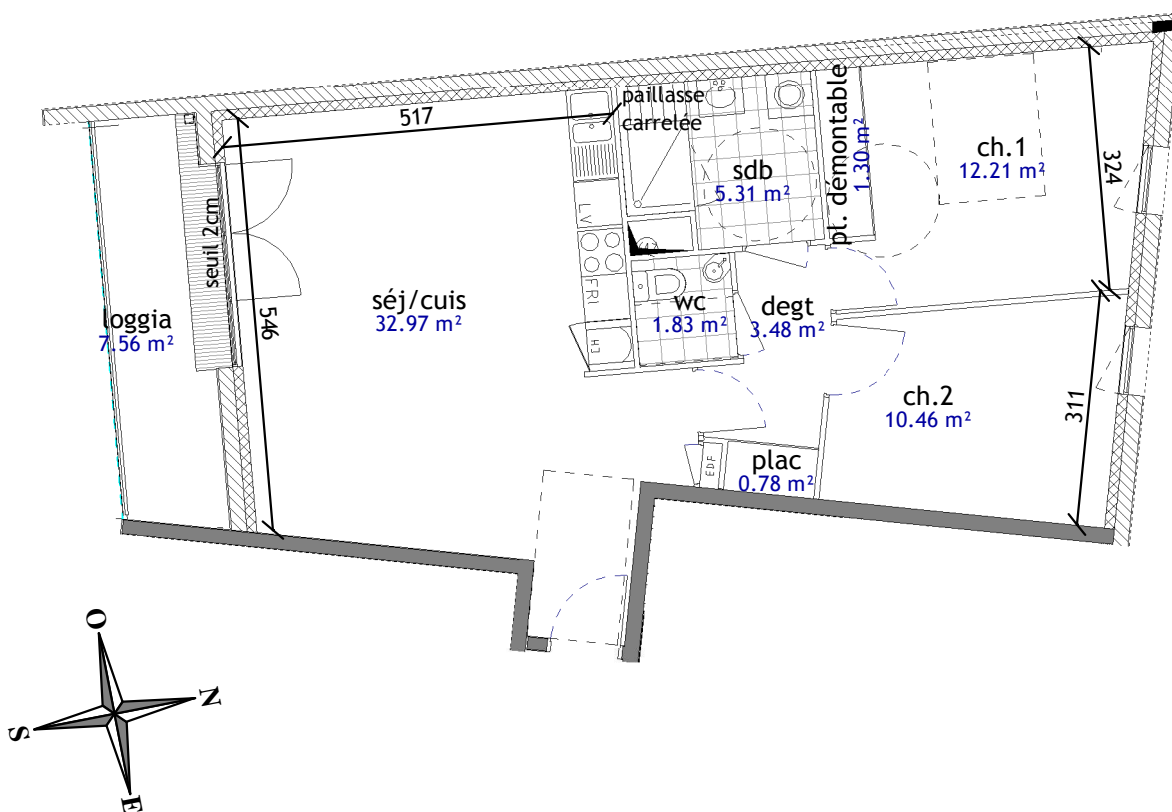 517
paillasse
carrelée
sdb
5.31 m²
pl. démontable
1.30 m²
ch.1
12.21 m²
324
seuil 2cm
loggia
7.56 m²
546
séj/cuis
32.97 m²
LV
FRI
CH
wc
1.83 m²
degt
3.48 m²
ch.2
10.46 m²
311
EDF
plac
0.78 m²
O
N
S
E